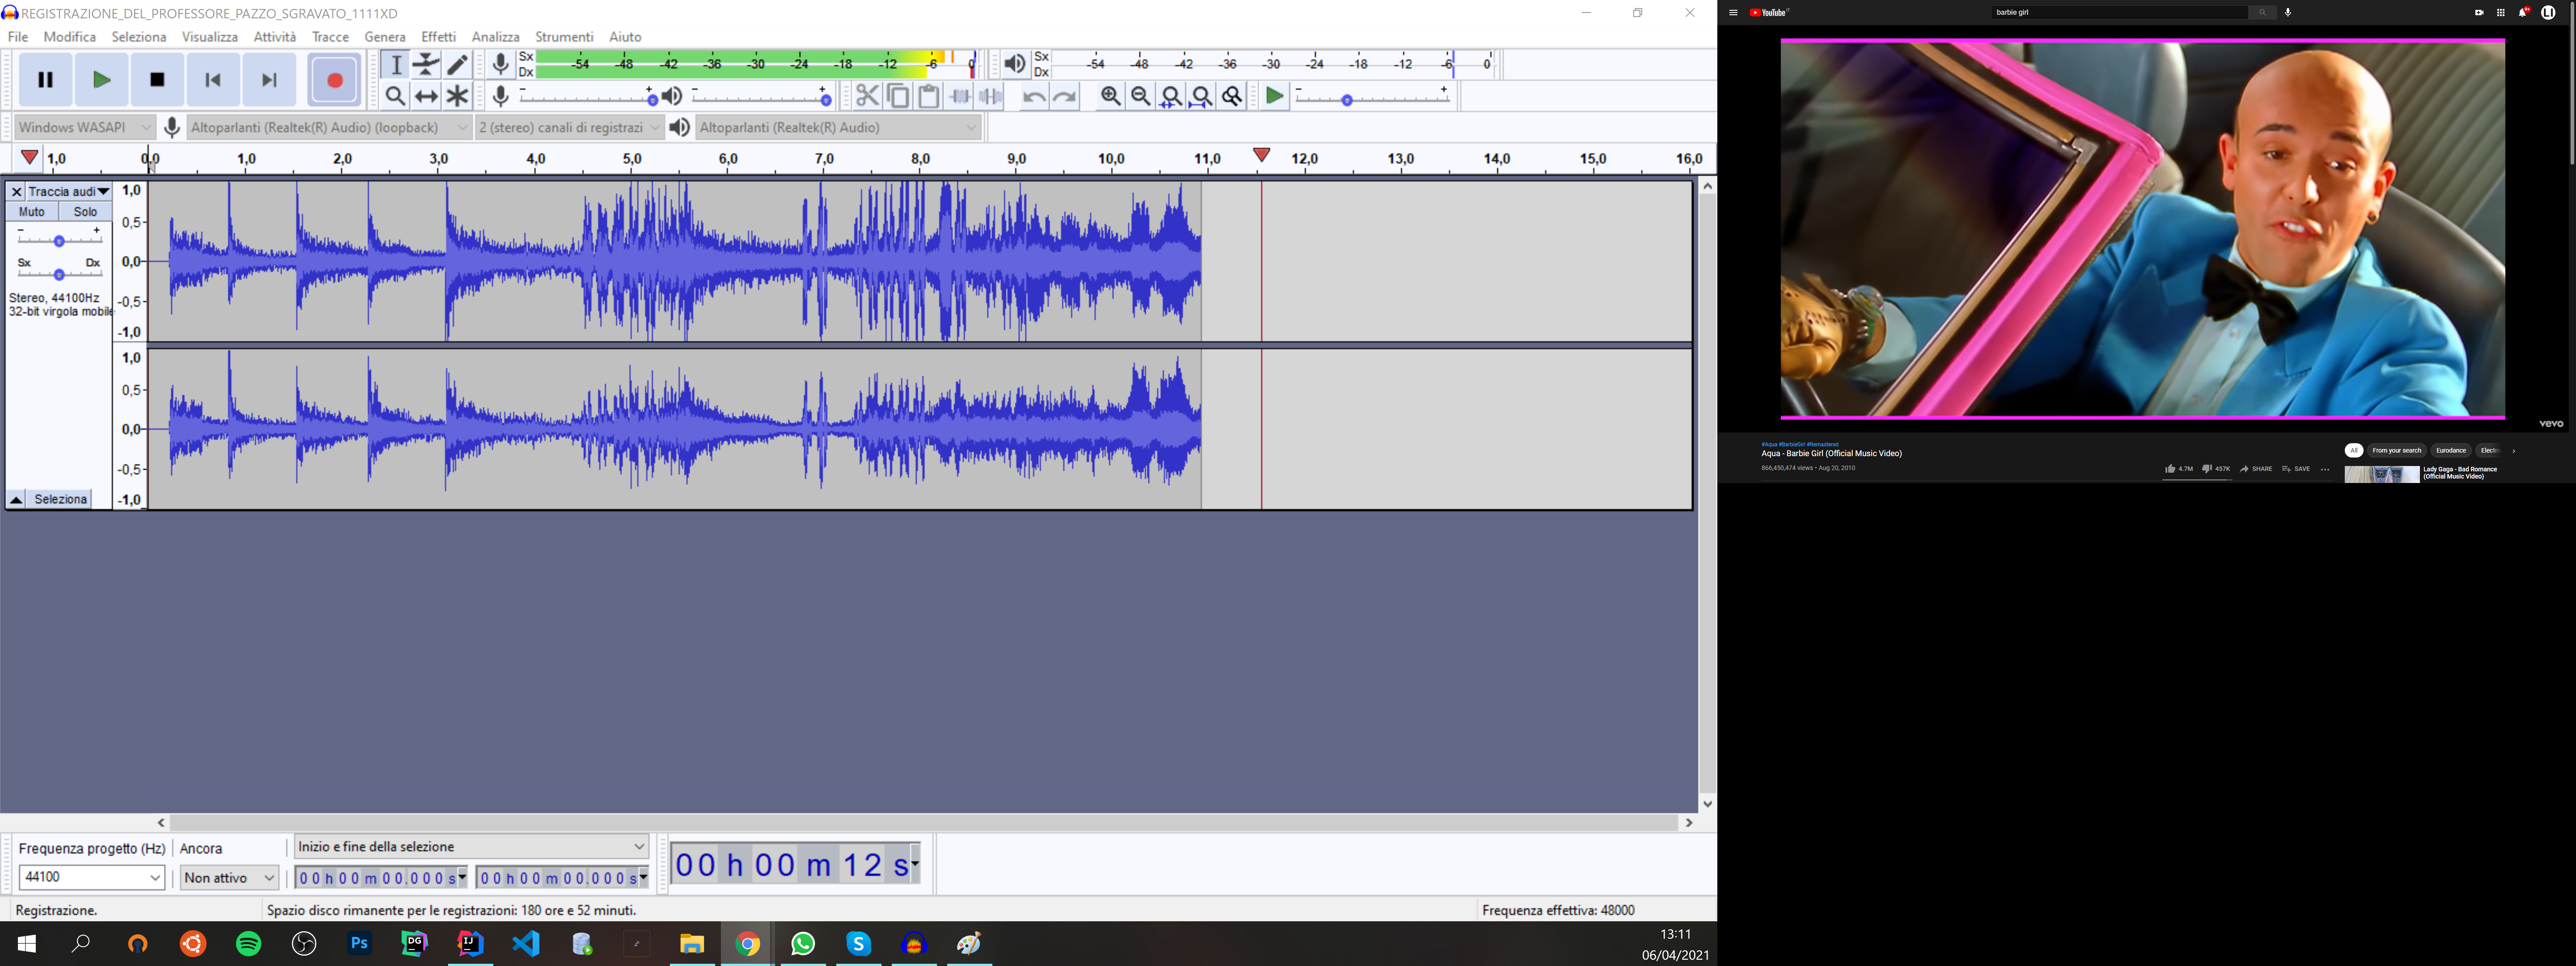 REGISTRAZIONE_DEL_PROFESSORE_PAZZO_SGRAVATO_1111XD
File Modifica Seleziona Visualizza Attività Tracce Genera Effetti Analizza Strumenti Aiuto
Sx -54 -48 -42 -36 -30 -24 -18 -12 -6 0
Dx
Sx -54 -48 -42 -36 -30 -24 -18 -12 -6 0
Dx
Windows WASAPI Altoparlanti (Realtek(R) Audio) (loopback) 2 (stereo) canali di registrazi Altoparlanti (Realtek(R) Audio)
1,0 0,0 1,0 2,0 3,0 4,0 5,0 6,0 7,0 8,0 9,0 10,0 11,0 12,0 13,0 14,0 15,0 16,0
Traccia audi
Muto Solo
- +
Sx Dx
Stereo, 44100Hz
32-bit virgola mobile
Seleziona
1,0
0,5
0,0
-0,5
-1,0
1,0
0,5
0,0
-0,5
-1,0
Frequenza progetto (Hz) Ancora Inizio e fine della selezione
44100 Non attivo 00 h 00 m 00.000 s 00 h 00 m 00.000 s
00 h 00 m 12 s
Registrazione. Spazio disco rimanente per le registrazioni: 180 ore e 52 minuti. Frequenza effettiva: 48000
Ps DG IJ
13:11
06/04/2021
YouTube IT barbie girl 9+ LI
vevo
#Aqua #BarbieGirl #Remastered
Aqua - Barbie Girl (Official Music Video)
866,450,474 views • Aug 20, 2010
4.7M 457K SHARE SAVE
All From your search Eurodance Electr
Lady Gaga - Bad Romance
(Official Music Video)